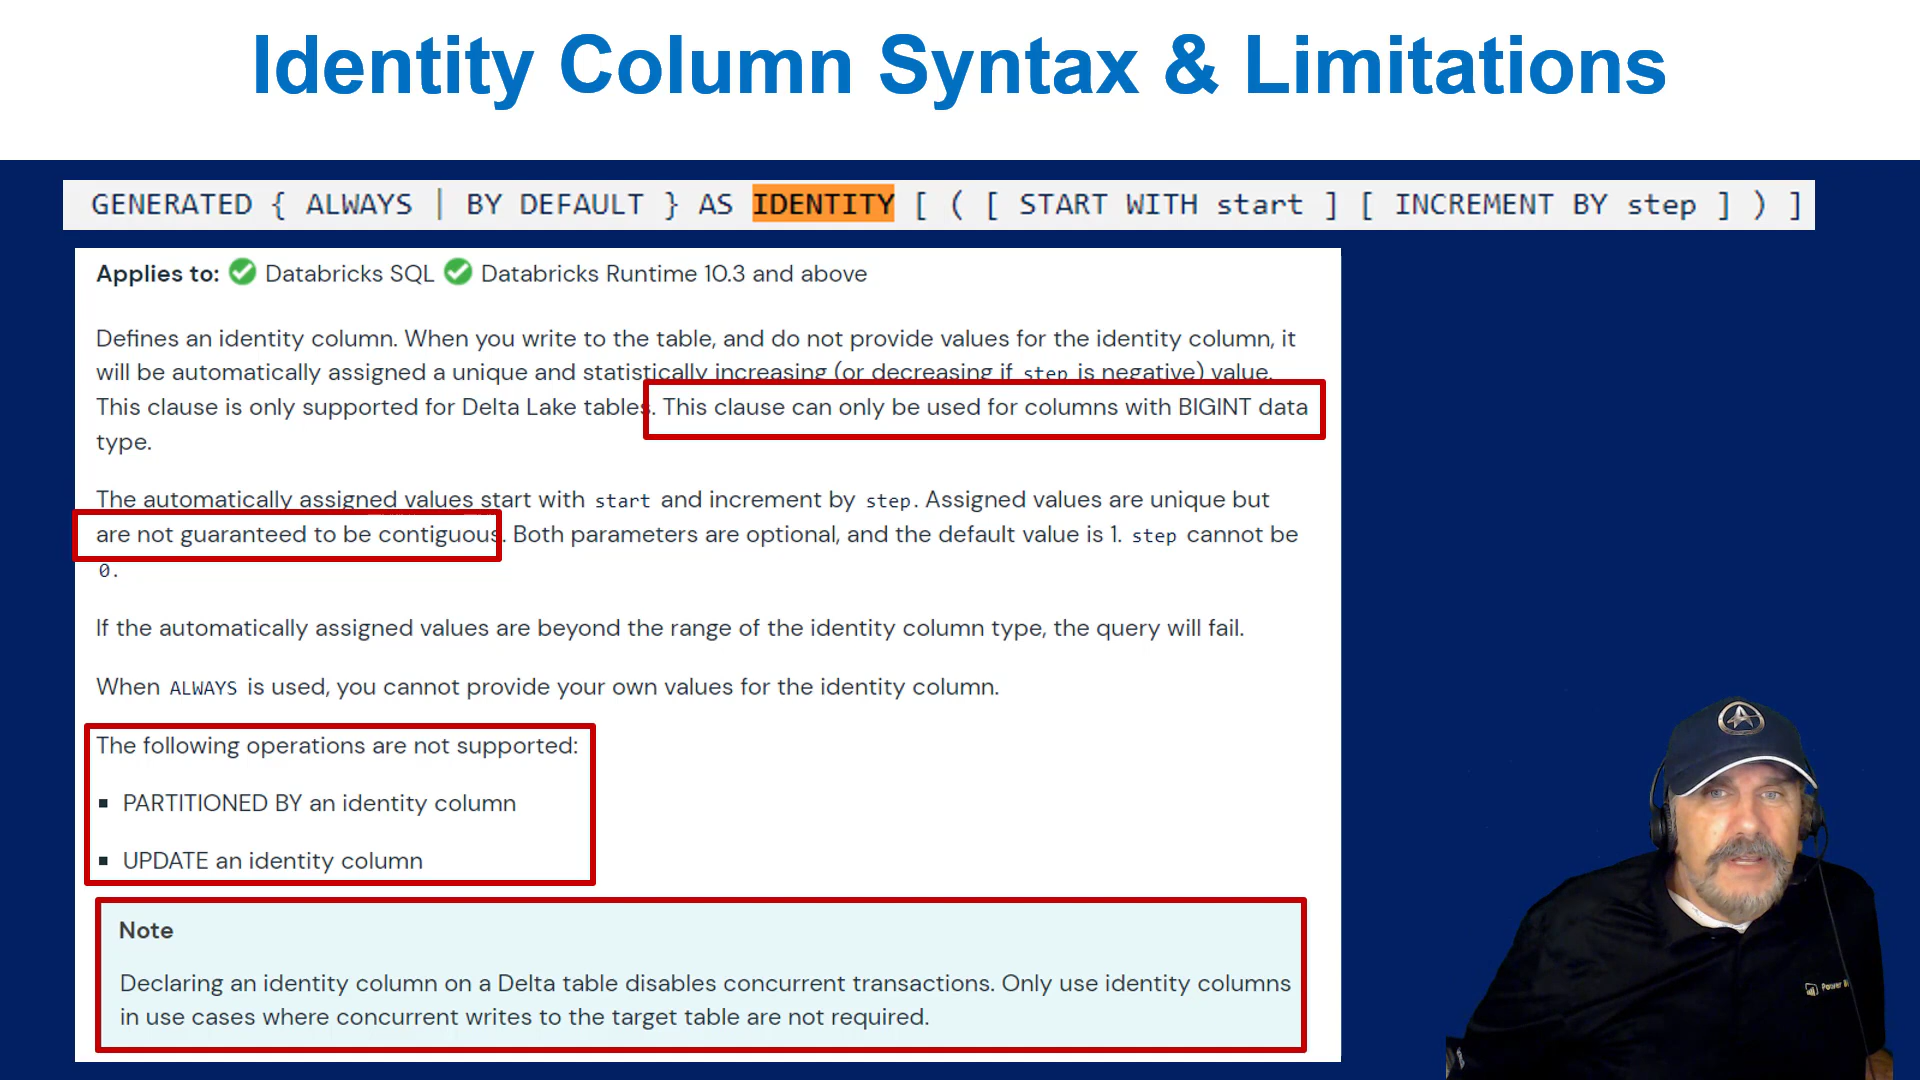 Identity Column Syntax & Limitations
GENERATED { ALWAYS | BY DEFAULT } AS IDENTITY [ ( [ START WITH start ] [ INCREMENT BY step ] ) ]
Applies to: Databricks SQL Databricks Runtime 10.3 and above
Defines an identity column. When you write to the table, and do not provide values for the identity column, it
will be automatically assigned a unique and statistically increasing (or decreasing if step is negative) value.
This clause is only supported for Delta Lake tables. This clause can only be used for columns with BIGINT data
type.
The automatically assigned values start with start and increment by step. Assigned values are unique but
are not guaranteed to be contiguous. Both parameters are optional, and the default value is 1. step cannot be
0.
If the automatically assigned values are beyond the range of the identity column type, the query will fail.
When ALWAYS is used, you cannot provide your own values for the identity column.
The following operations are not supported:
▪ PARTITIONED BY an identity column
▪ UPDATE an identity column
Note
Declaring an identity column on a Delta table disables concurrent transactions. Only use identity columns
in use cases where concurrent writes to the target table are not required.
Power